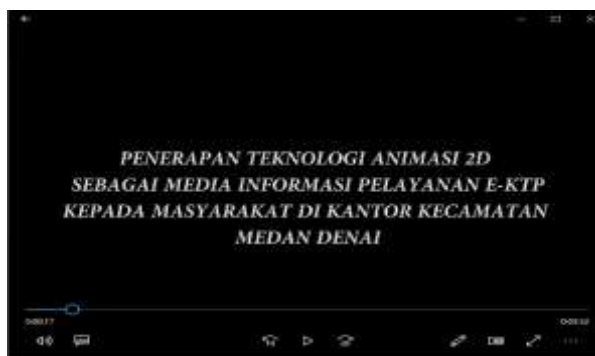 PENERAPAN TEKNOLOGI ANIMASI 2D
SEBAGAI MEDIA INFORMASI PELAYANAN E-KTP
KEPADA MASYARAKAT DI KANTOR KECAMATAN
MEDAN DENAI